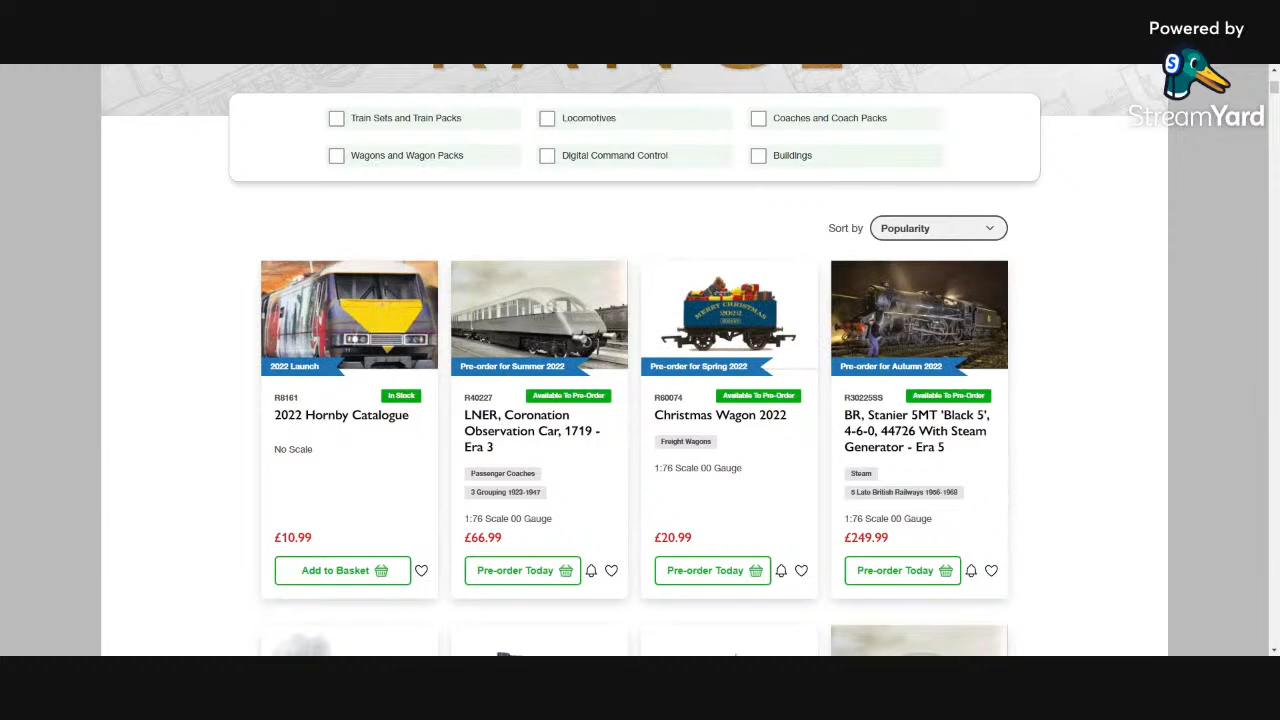 Powered by
StreamYard
Train Sets and Train Packs
Locomotives
Coaches and Coach Packs
Wagons and Wagon Packs
Digital Command Control
Buildings
Sort by
Popularity
2022 Launch
R8161
In Stock
2022 Hornby Catalogue
No Scale
£10.99
Add to Basket
Pre-order for Summer 2022
R40227
Available To Pre-Order
LNER, Coronation
Observation Car, 1719 -
Era 3
Passenger Coaches
3 Grouping 1923-1947
1:76 Scale 00 Gauge
£66.99
Pre-order Today
MERRY CHRISTMAS
2022
HORNBY
Pre-order for Spring 2022
R60074
Available To Pre-Order
Christmas Wagon 2022
Freight Wagons
1:76 Scale 00 Gauge
£20.99
Pre-order Today
Pre-order for Autumn 2022
R30225SS
Available To Pre-Order
BR, Stanier 5MT 'Black 5',
4-6-0, 44726 With Steam
Generator - Era 5
Steam
5 Late British Railways 1956-1968
1:76 Scale 00 Gauge
£249.99
Pre-order Today